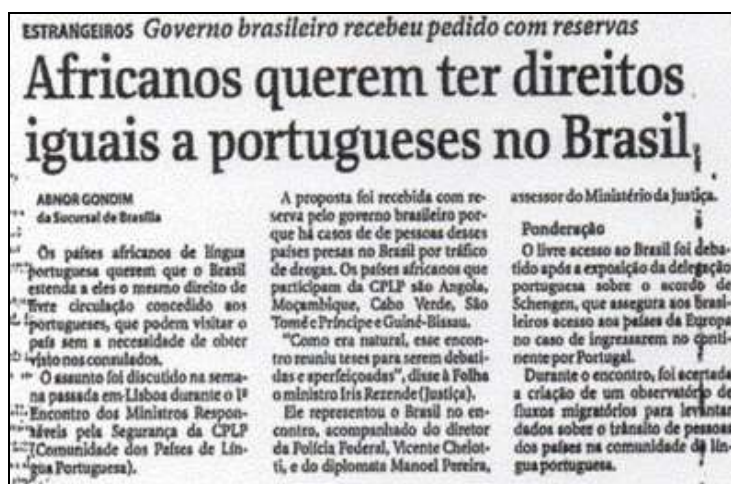 ESTRANGEIROS Governo brasileiro recebeu pedido com reservas
Africanos querem ter direitos
iguais a portugueses no Brasil
ABNOR GONDIM
da Sucursal de Brasília
Os países africanos de língua
portuguesa querem que o Brasil
estenda a eles o mesmo direito de
livre circulação concedido aos
portugueses, que podem visitar o
país sem a necessidade de obter
visto nos consulados.
O assunto foi discutido na sema-
na passada em Lisboa durante o 1º
Encontro dos Ministros Respon-
sáveis pela Segurança da CPLP
(Comunidade dos Países de Lín-
gua Portuguesa).
A proposta foi recebida com re-
serva pelo governo brasileiro por-
que há casos de de pessoas desses
países presas no Brasil por tráfico
de drogas. Os países africanos que
participam da CPLP são Angola,
Moçambique, Cabo Verde, São
Tomé e Príncipe e Guiné-Bissau.
"Como era natural, esse encon-
tro reuniu teses para serem debati-
das e aperfeiçoadas", disse à Folha
o ministro Iris Rezende (Justiça).
Ele representou o Brasil no en-
contro, acompanhado do diretor
da Polícia Federal, Vicente Chelot-
ti, e do diplomata Manoel Pereira,
assessor do Ministério da Justiça.
Ponderação
O livre acesso ao Brasil foi deba-
tido após a exposição da delegação
portuguesa sobre o acordo de
Schengen, que assegura aos brasi-
leiros acesso aos países da Europa
no caso de ingressarem no conti-
nente por Portugal.
Durante o encontro, foi acertada
a criação de um observatório de
fluxos migratórios para levantar
dados sobre o trânsito de pessoas
dos países na comunidade de lín-
gua portuguesa.